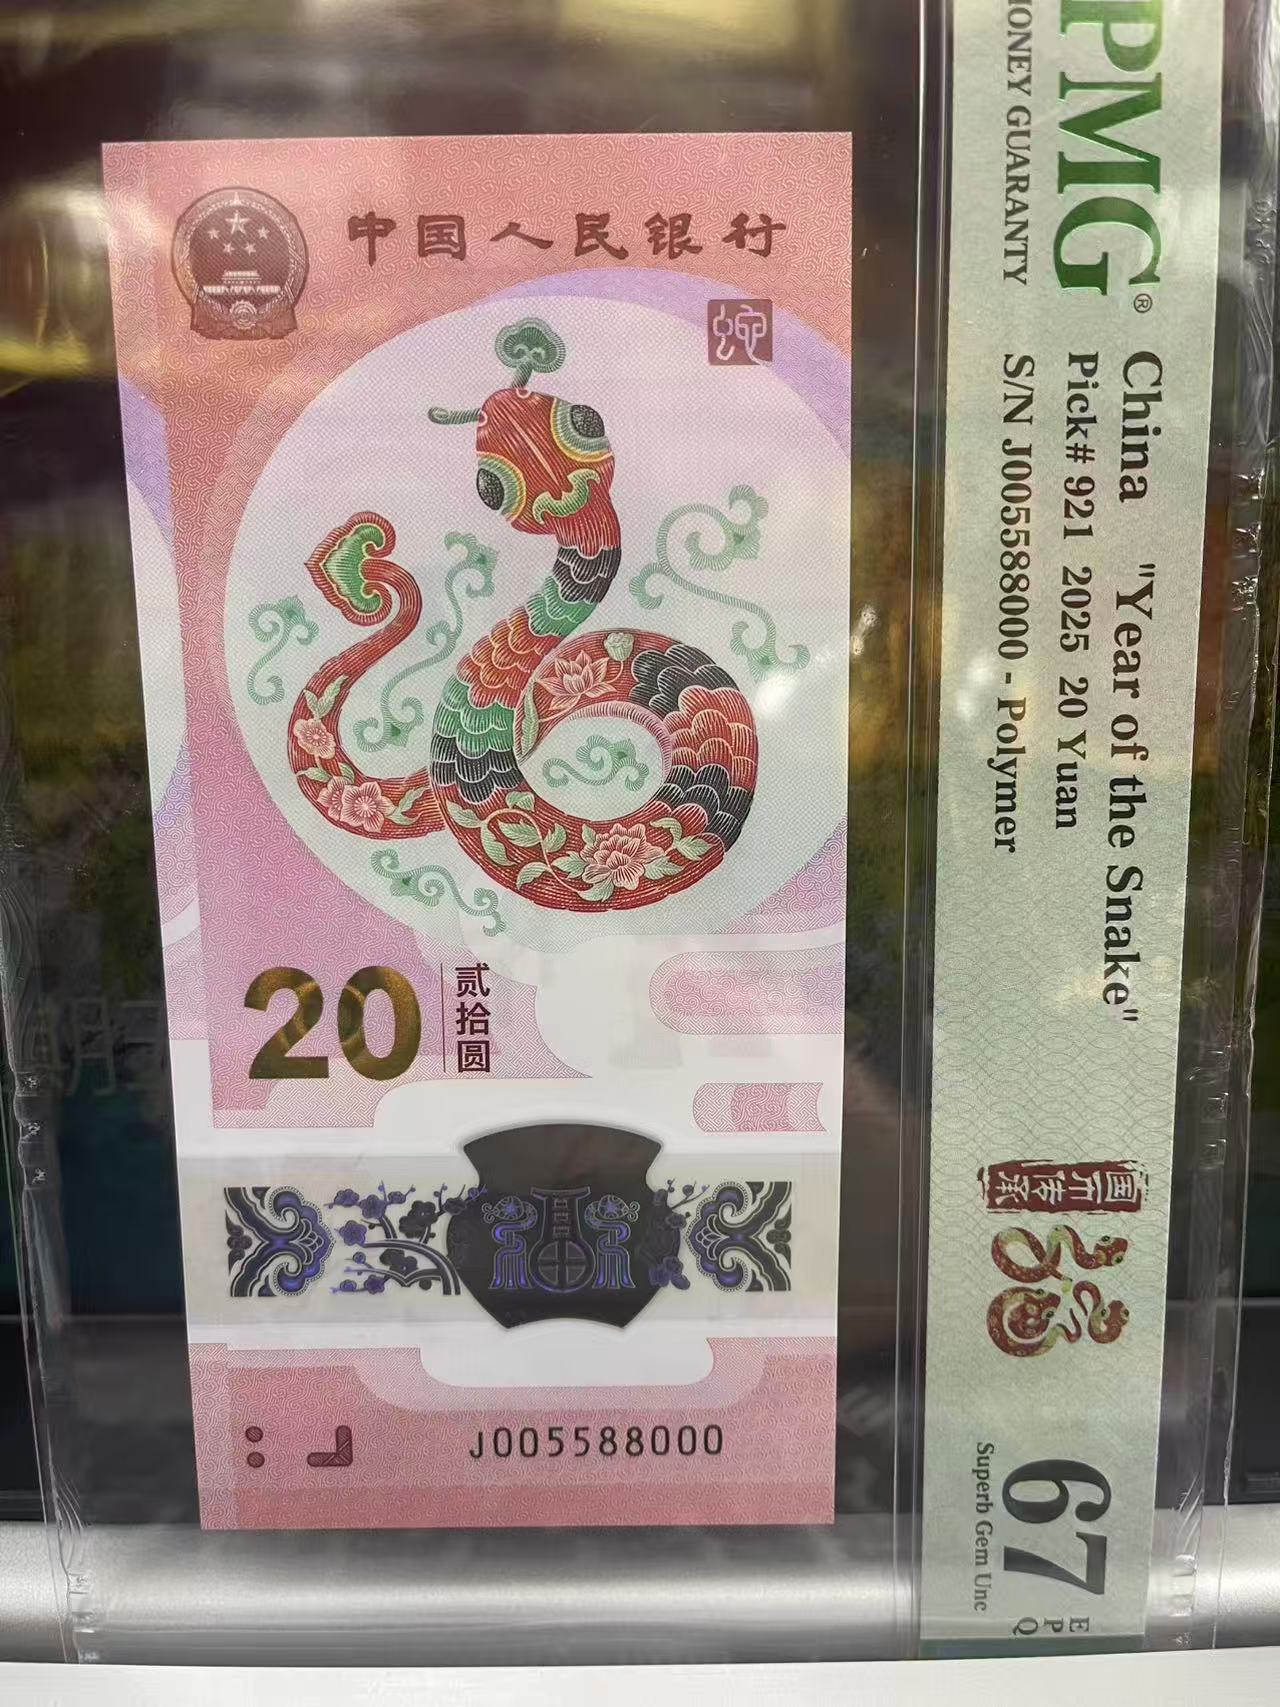 中国人民银行
蛇
20
贰拾圆
J005588000
PMG®
MONEY GUARANTY
China "Year of the Snake"
Pick# 921 2025 20 Yuan
S/N J005588000 - Polymer
国币传承
67
EPQ
Superb Gem Unc